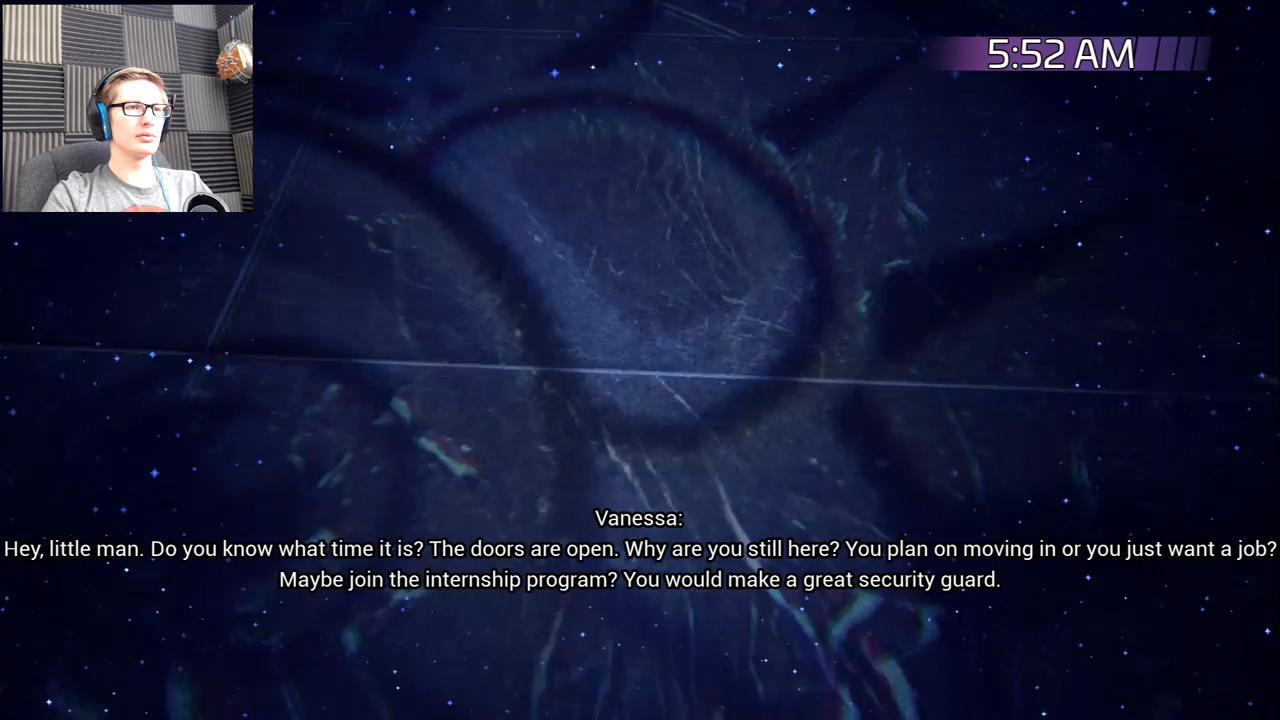 5:52 AM
Vanessa:
Hey, little man. Do you know what time it is? The doors are open. Why are you still here? You plan on moving in or you just want a job?
Maybe join the internship program? You would make a great security guard.